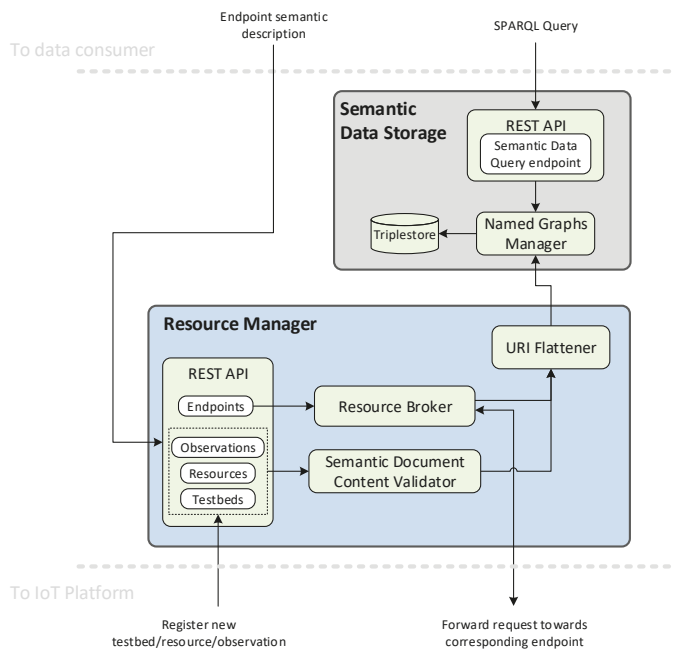 Endpoint semantic
description
SPARQL Query
To data consumer
Semantic
Data Storage
REST API
Semantic Data
Query endpoint
Triplestore
Named Graphs
Manager
Resource Manager
URI Flattener
REST API
Endpoints
Resource Broker
Observations
Resources
Testbeds
Semantic Document
Content Validator
To IoT Platform
Register new
testbed/resource/observation
Forward request towards
corresponding endpoint